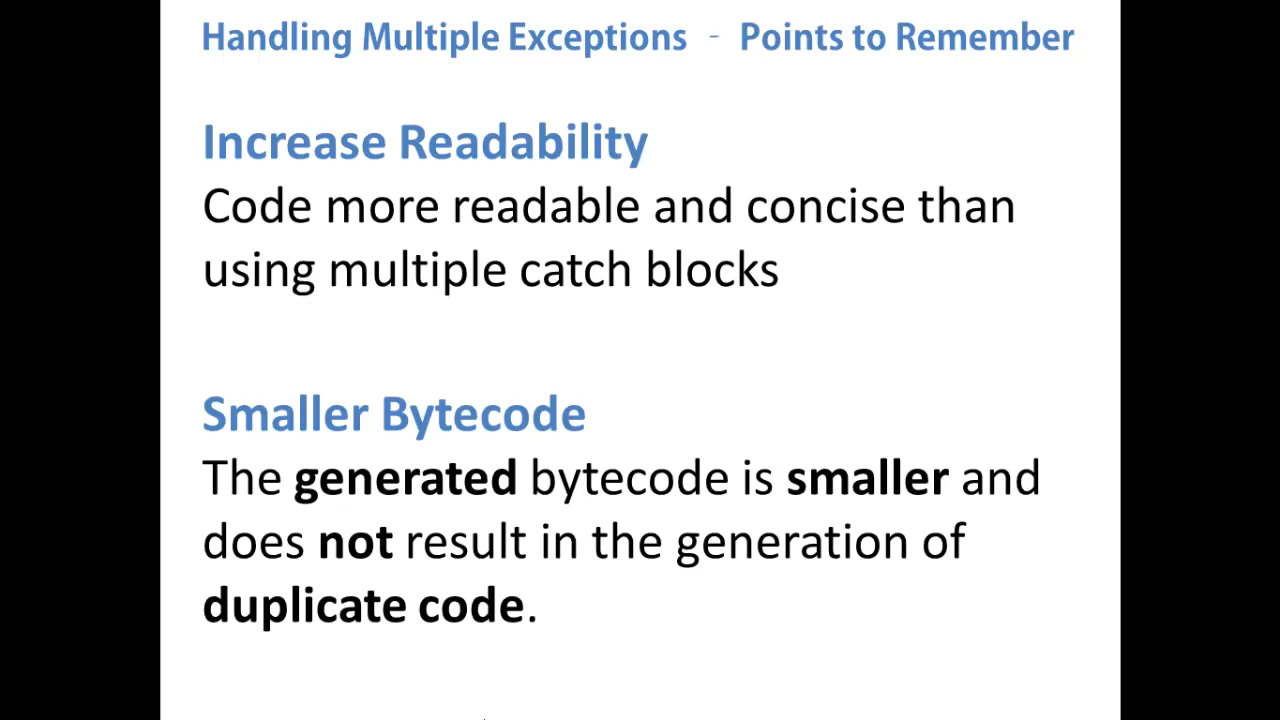 Handling Multiple Exceptions - Points to Remember
Increase Readability
Code more readable and concise than
using multiple catch blocks
Smaller Bytecode
The generated bytecode is smaller and
does not result in the generation of
duplicate code.